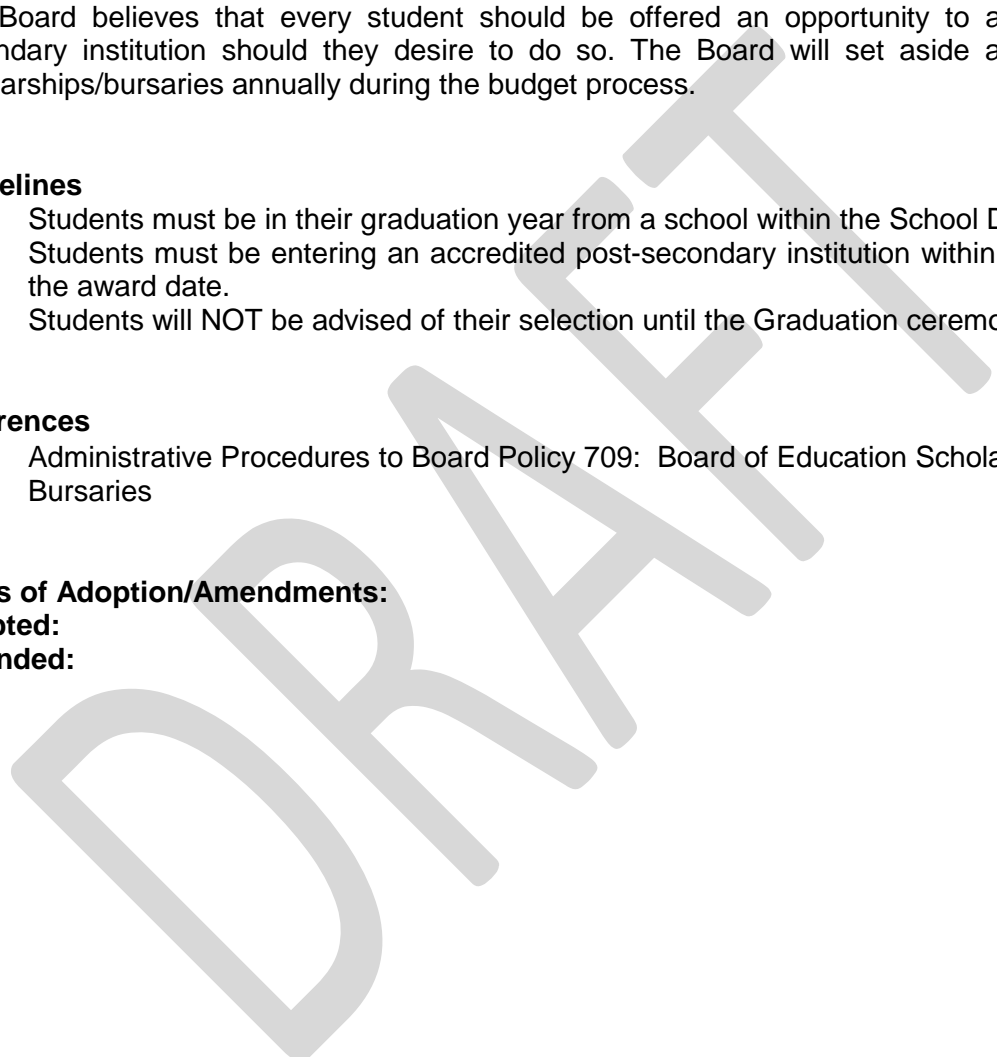 Board believes that every student should be offered an opportunity to a
ndary institution should they desire to do so. The Board will set aside a
arships/bursaries annually during the budget process.
elines
Students must be in their graduation year from a school within the School D
Students must be entering an accredited post-secondary institution within
the award date.
Students will NOT be advised of their selection until the Graduation ceremo
rences
Administrative Procedures to Board Policy 709: Board of Education Schola
Bursaries
s of Adoption/Amendments:
pted:
nded:
DRAFT